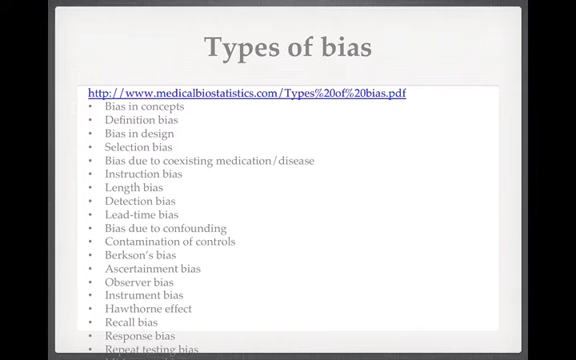 Types of bias
http://www.medicalbiostatistics.com/Types%20of%20bias.pdf
• Bias in concepts
• Definition bias
• Bias in design
• Selection bias
• Bias due to coexisting medication/disease
• Instruction bias
• Length bias
• Detection bias
• Lead-time bias
• Bias due to confounding
• Contamination of controls
• Berkson's bias
• Ascertainment bias
• Observer bias
• Instrument bias
• Hawthorne effect
• Recall bias
• Response bias
• Repeat testing bias